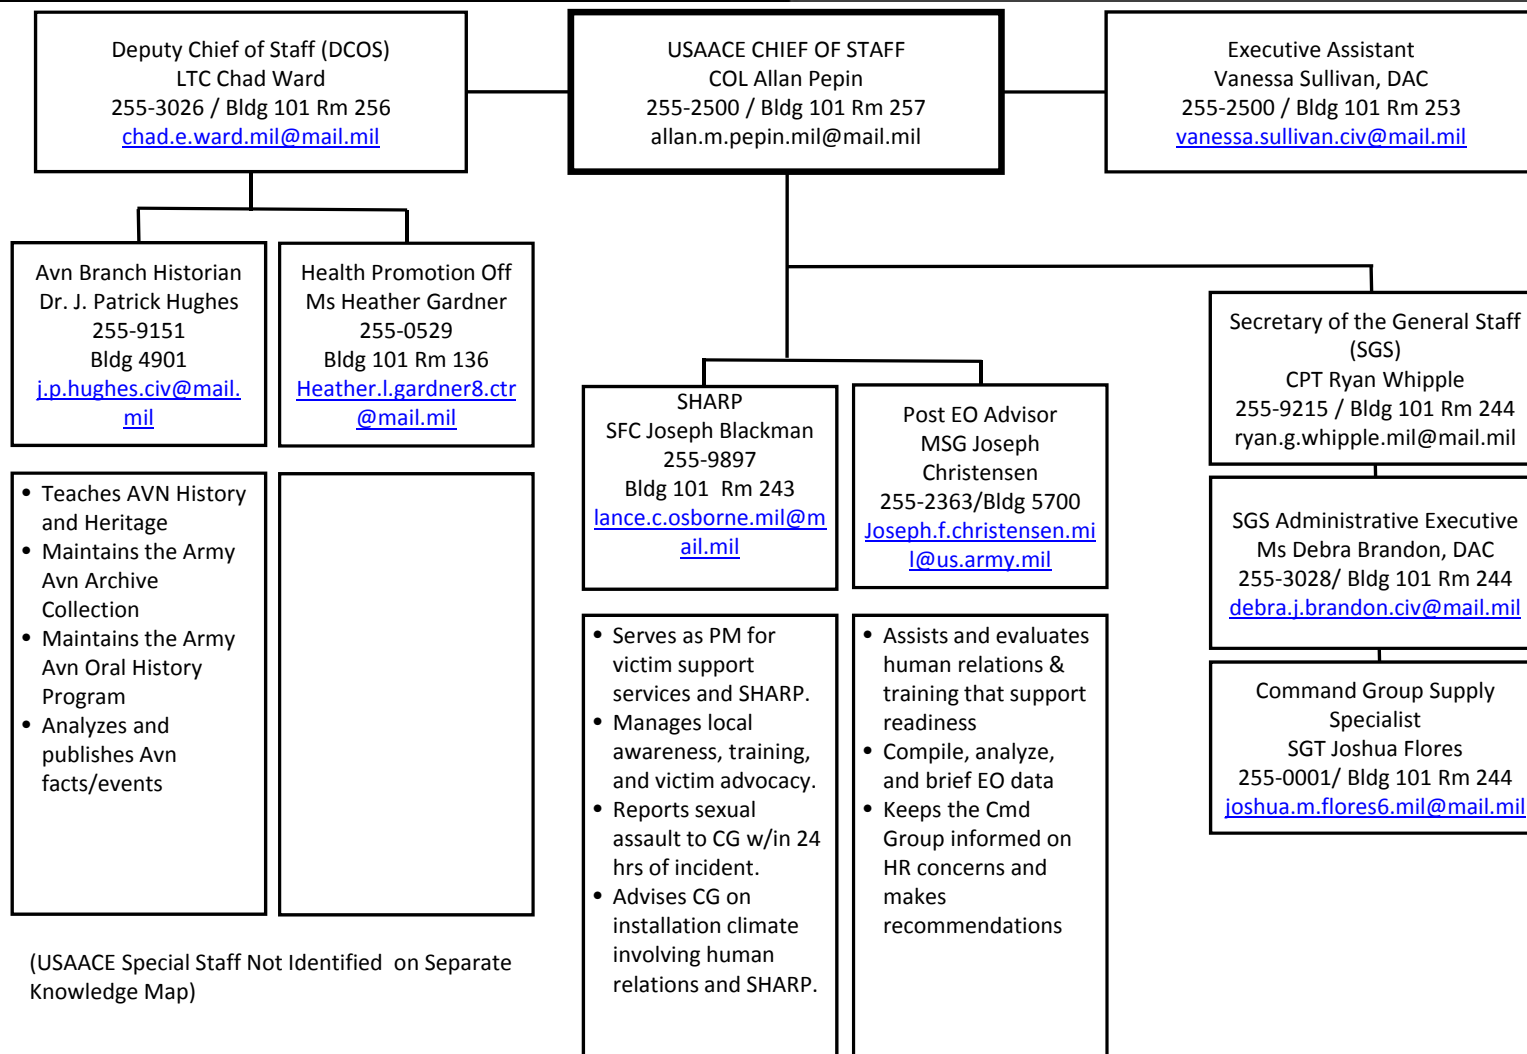 Deputy Chief of Staff (DCOS)
LTC Chad Ward
255-3026 / Bldg 101 Rm 256
chad.e.ward.mil@mail.mil
USAACE CHIEF OF STAFF
COL Allan Pepin
255-2500 / Bldg 101 Rm 257
allan.m.pepin.mil@mail.mil
Executive Assistant
Vanessa Sullivan, DAC
255-2500 / Bldg 101 Rm 253
vanessa.sullivan.civ@mail.mil
Avn Branch Historian
Dr. J. Patrick Hughes
255-9151
Bldg 4901
j.p.hughes.civ@mail.
mil
Health Promotion Off
Ms Heather Gardner
255-0529
Bldg 101 Rm 136
Heather.l.gardner8.ctr
@mail.mil
SHARP
SFC Joseph Blackman
255-9897
Bldg 101  Rm 243
lance.c.osborne.mil@m
ail.mil
Post EO Advisor
MSG Joseph
Christensen
255-2363/Bldg 5700
Joseph.f.christensen.mi
l@us.army.mil
Secretary of the General Staff
(SGS)
CPT Ryan Whipple
255-9215 / Bldg 101 Rm 244
ryan.g.whipple.mil@mail.mil
SGS Administrative Executive
Ms Debra Brandon, DAC
255-3028/ Bldg 101 Rm 244
debra.j.brandon.civ@mail.mil
Command Group Supply
Specialist
SGT Joshua Flores
255-0001/ Bldg 101 Rm 244
joshua.m.flores6.mil@mail.mil
• Teaches AVN History
and Heritage
• Maintains the Army
Avn Archive
Collection
• Maintains the Army
Avn Oral History
Program
• Analyzes and
publishes Avn
facts/events
• Serves as PM for
victim support
services and SHARP.
• Manages local
awareness, training,
and victim advocacy.
• Reports sexual
assault to CG w/in 24
hrs of incident.
• Advises CG on
installation climate
involving human
relations and SHARP.
• Assists and evaluates
human relations &
training that support
readiness
• Compile, analyze,
and brief EO data
• Keeps the Cmd
Group informed on
HR concerns and
makes
recommendations
(USAACE Special Staff Not Identified  on Separate
Knowledge Map)